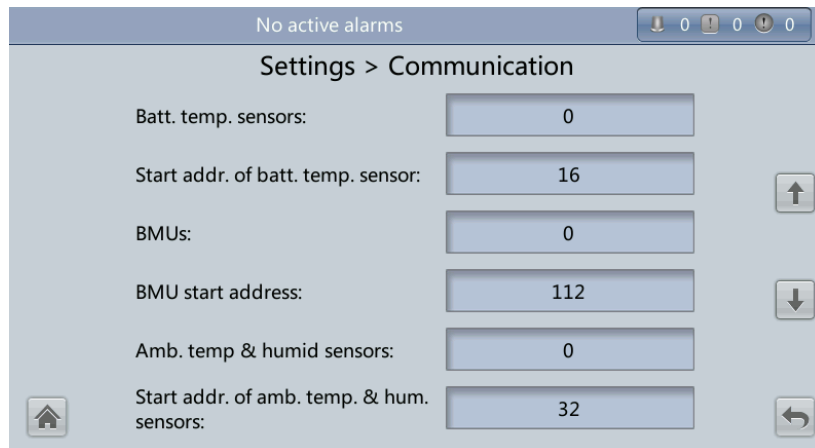 No active alarms 0 0 0
Settings > Communication
Batt. temp. sensors: 0
Start addr. of batt. temp. sensor: 16
BMUs: 0
BMU start address: 112
Amb. temp & humid sensors: 0
Start addr. of amb. temp. & hum.
sensors: 32